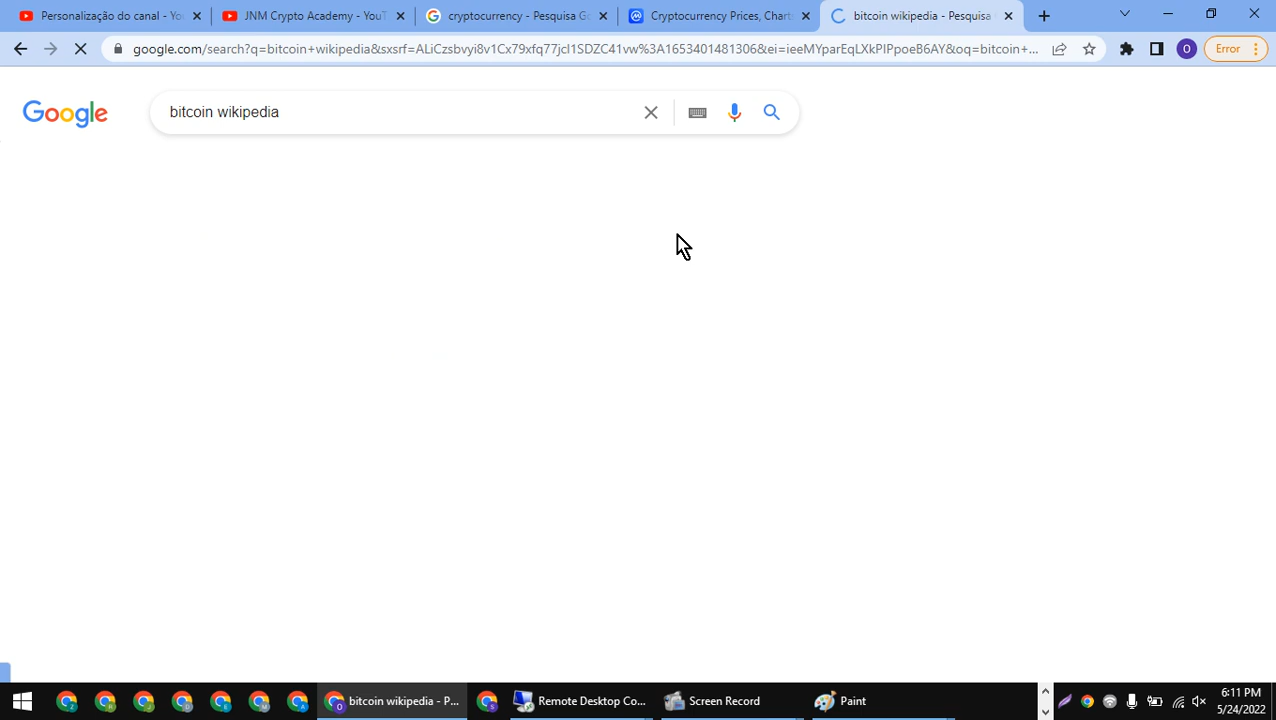 Personalização do canal - Yo
JNM Crypto Academy - YouT
cryptocurrency - Pesquisa Go
Cryptocurrency Prices, Chart
bitcoin wikipedia - Pesquisa
google.com/search?q=bitcoin+wikipedia&sxsrf=ALiCzsbvyi8v1Cx79xfq77jcl1SDZC41vw%3A1653401481306&ei=ieeMYparEqLXkPIPpoeB6AY&oq=bitcoin+...
O
Error
Google
bitcoin wikipedia
bitcoin wikipedia - P...
Remote Desktop Co...
Screen Record
Paint
6:11 PM
5/24/2022